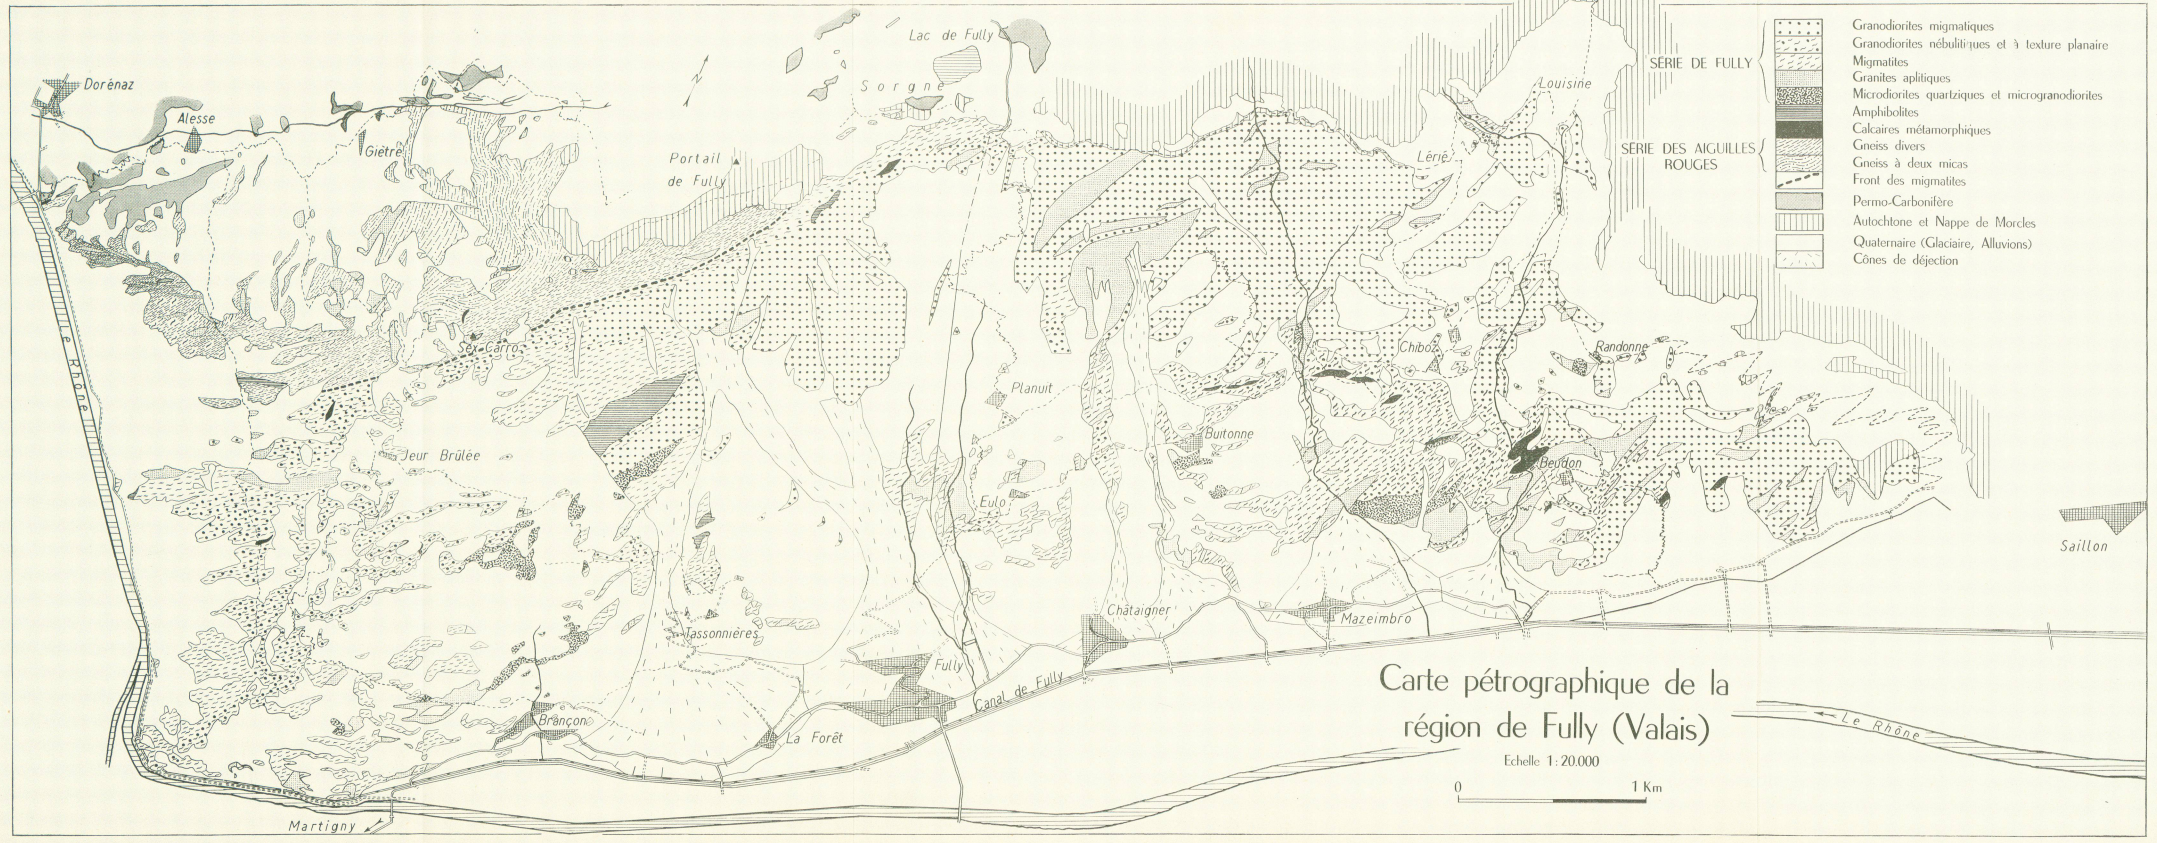 Lac de Fully
Sorgne
Dorénaz
Alesse
Giétré
Portail
de Fully
Louisine
Lérié
SÉRIE DE FULLY
SÉRIE DES AIGUILLES
ROUGES
Granodiorites migmatiques
Granodiorites nébulitiques et à texture planaire
Migmatites
Granites aplitiques
Microdiorites quartziques et microgranodiorites
Amphibolites
Calcaires métamorphiques
Gneiss divers
Gneiss à deux micas
Front des migmatites
Permo-Carbonifère
Autochtone et Nappe de Morcles
Quaternaire (Glaciaire, Alluvions)
Cônes de déjection
Le Rhône
Sex Carro
Chiboz
Randonne
Planuit
Buitonne
Jeur Brûlée
Beudon
Eulo
Saillon
Châtaigner
Mazeimbro
Tassonnières
Fully
Canal de Fully
Brançon
La Forêt
Martigny
Carte pétrographique de la
région de Fully (Valais)
Echelle 1:20.000
0 1 Km
Le Rhône